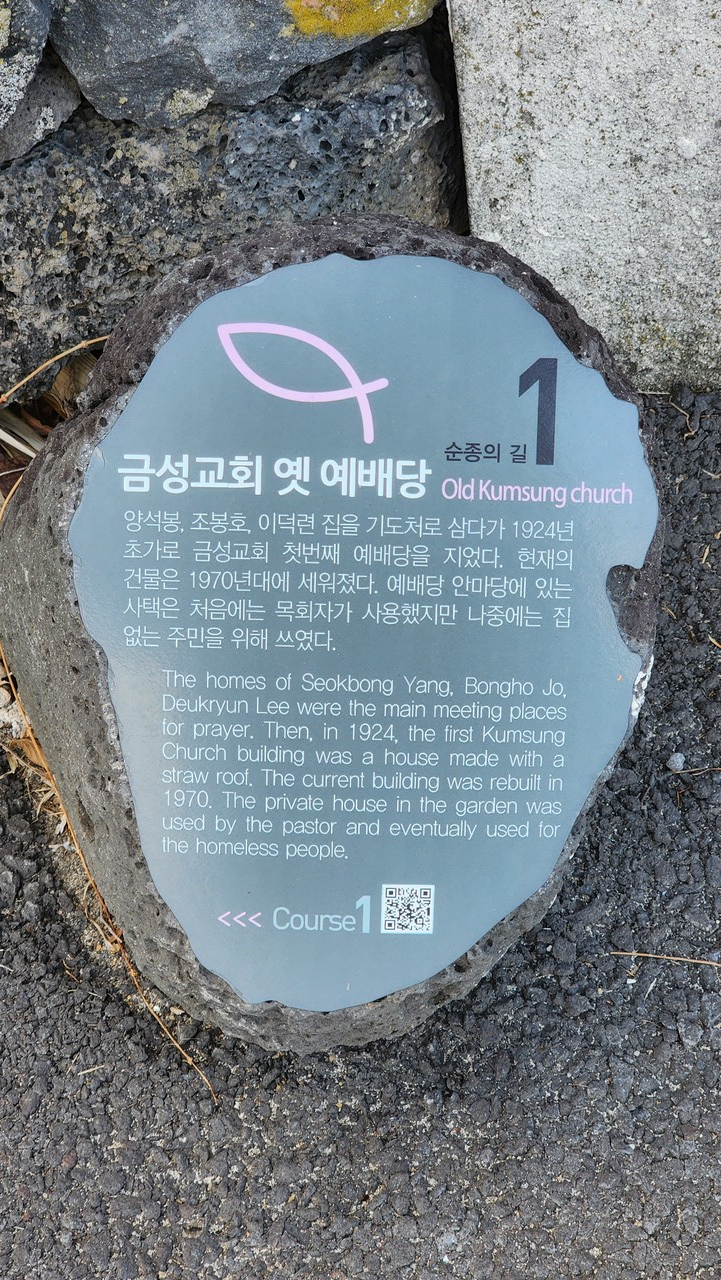 1
순종의 길
금성교회 옛 예배당 Old Kumsung church
양석봉, 조봉호, 이덕련 집을 기도처로 삼다가 1924년
초가로 금성교회 첫번째 예배당을 지었다. 현재의
건물은 1970년대에 세워졌다. 예배당 안마당에 있는
사택은 처음에는 목회자가 사용했지만 나중에는 집
없는 주민을 위해 쓰였다.
The homes of Seokbong Yang, Bongho Jo,
Deukryun Lee were the main meeting places
for prayer. Then, in 1924, the first Kumsung
Church building was a house made with a
straw roof. The current building was rebuilt in
1970. The private house in the garden was
used by the pastor and eventually used for
the homeless people.
<<< Course1